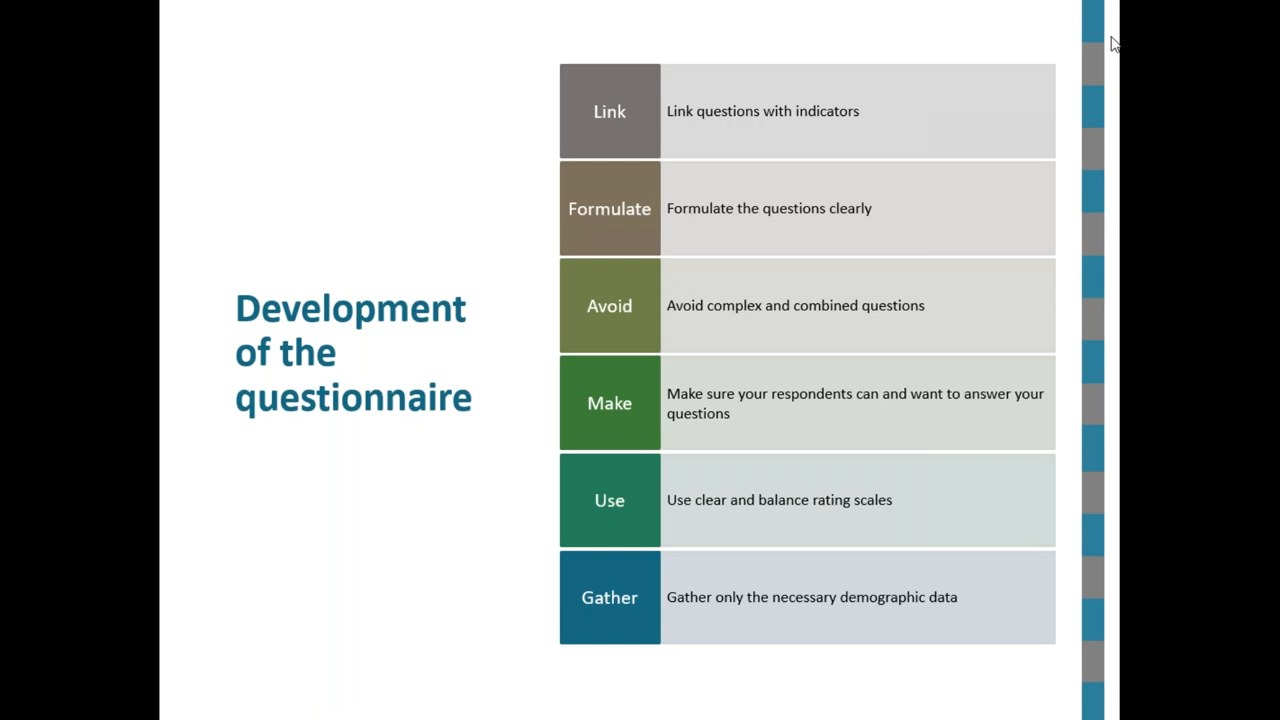 Development
of the
questionnaire
Link
Link questions with indicators
Formulate
Formulate the questions clearly
Avoid
Avoid complex and combined questions
Make
Make sure your respondents can and want to answer your
questions
Use
Use clear and balance rating scales
Gather
Gather only the necessary demographic data